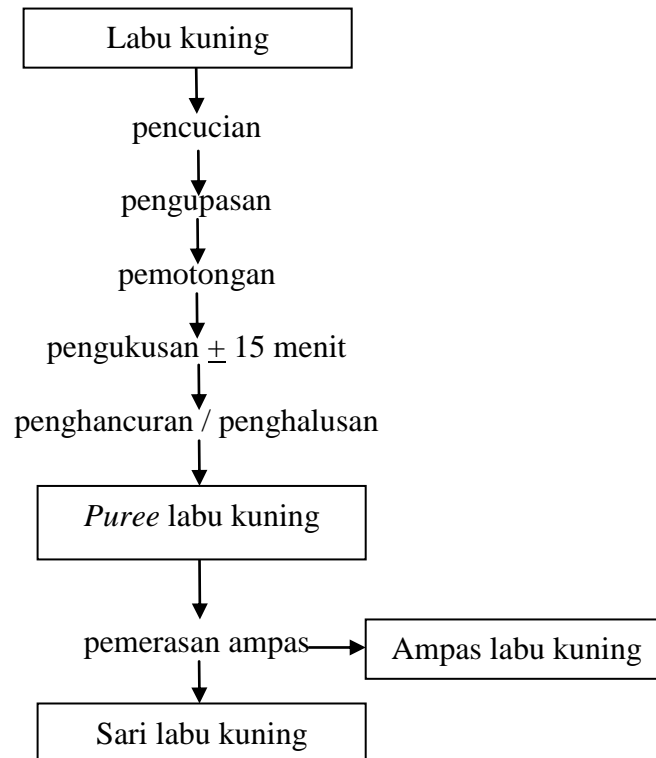 Labu kuning
pencucian
pengupasan
pemotongan
pengukusan + 15 menit
penghancuran / penghalusan
Puree labu kuning
pemerasan ampas
Ampas labu kuning
Sari labu kuning